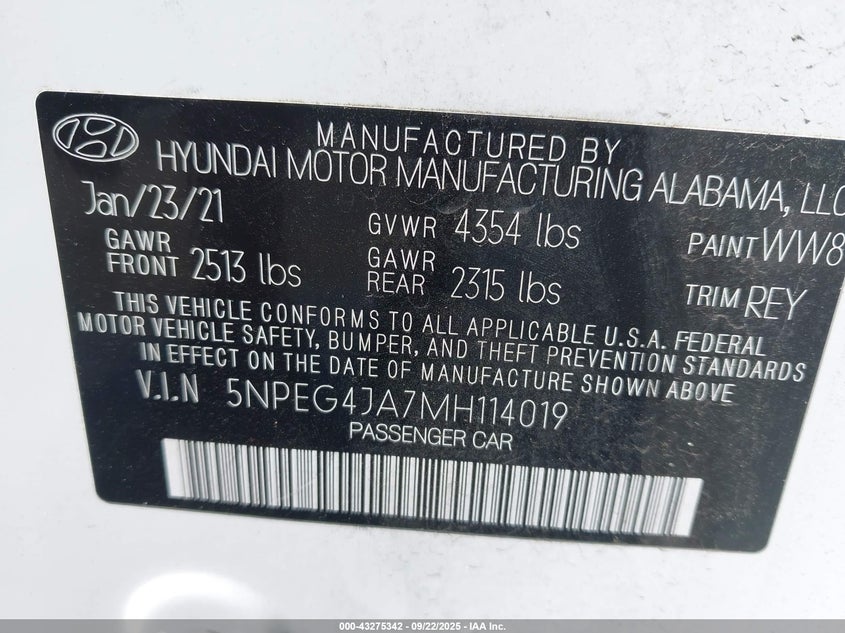 MANUFACTURED BY
HYUNDAI MOTOR MANUFACTURING ALABAMA, LLC
Jan/23/21 GVWR 4354 lbs PAINT WW8
GAWR FRONT 2513 lbs GAWR REAR 2315 lbs TRIM REY
THIS VEHICLE CONFORMS TO ALL APPLICABLE U.S.A. FEDERAL
MOTOR VEHICLE SAFETY, BUMPER, AND THEFT PREVENTION STANDARDS
IN EFFECT ON THE DATE OF MANUFACTURE SHOWN ABOVE
V.I.N 5NPEG4JA7MH114019
PASSENGER CAR
000-43275342 - 09/22/2025 - IAA Inc.